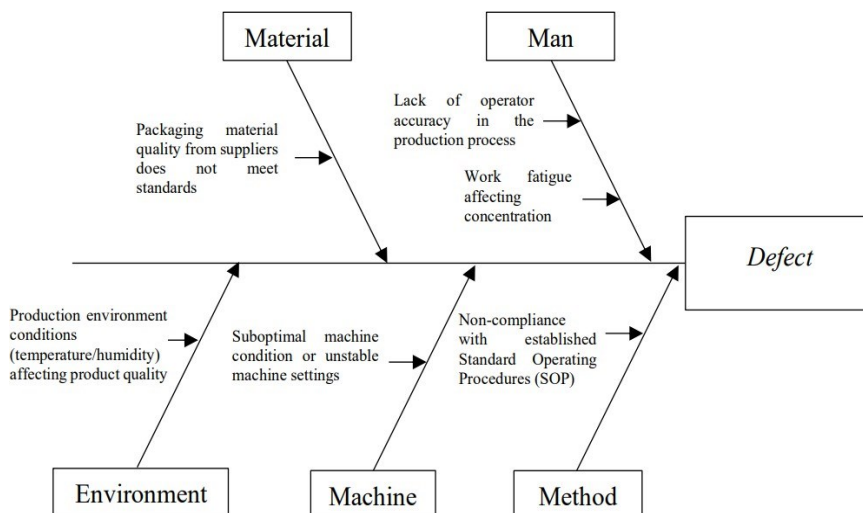 Material
Man
Lack of operator
accuracy in the
production process
Packaging material
quality from suppliers
does not meet
standards
Work fatigue
affecting
concentration
Defect
Production environment
conditions
(temperature/humidity)
affecting product quality
Suboptimal machine
condition or unstable
machine settings
Non-compliance
with established
Standard Operating
Procedures (SOP)
Environment
Machine
Method